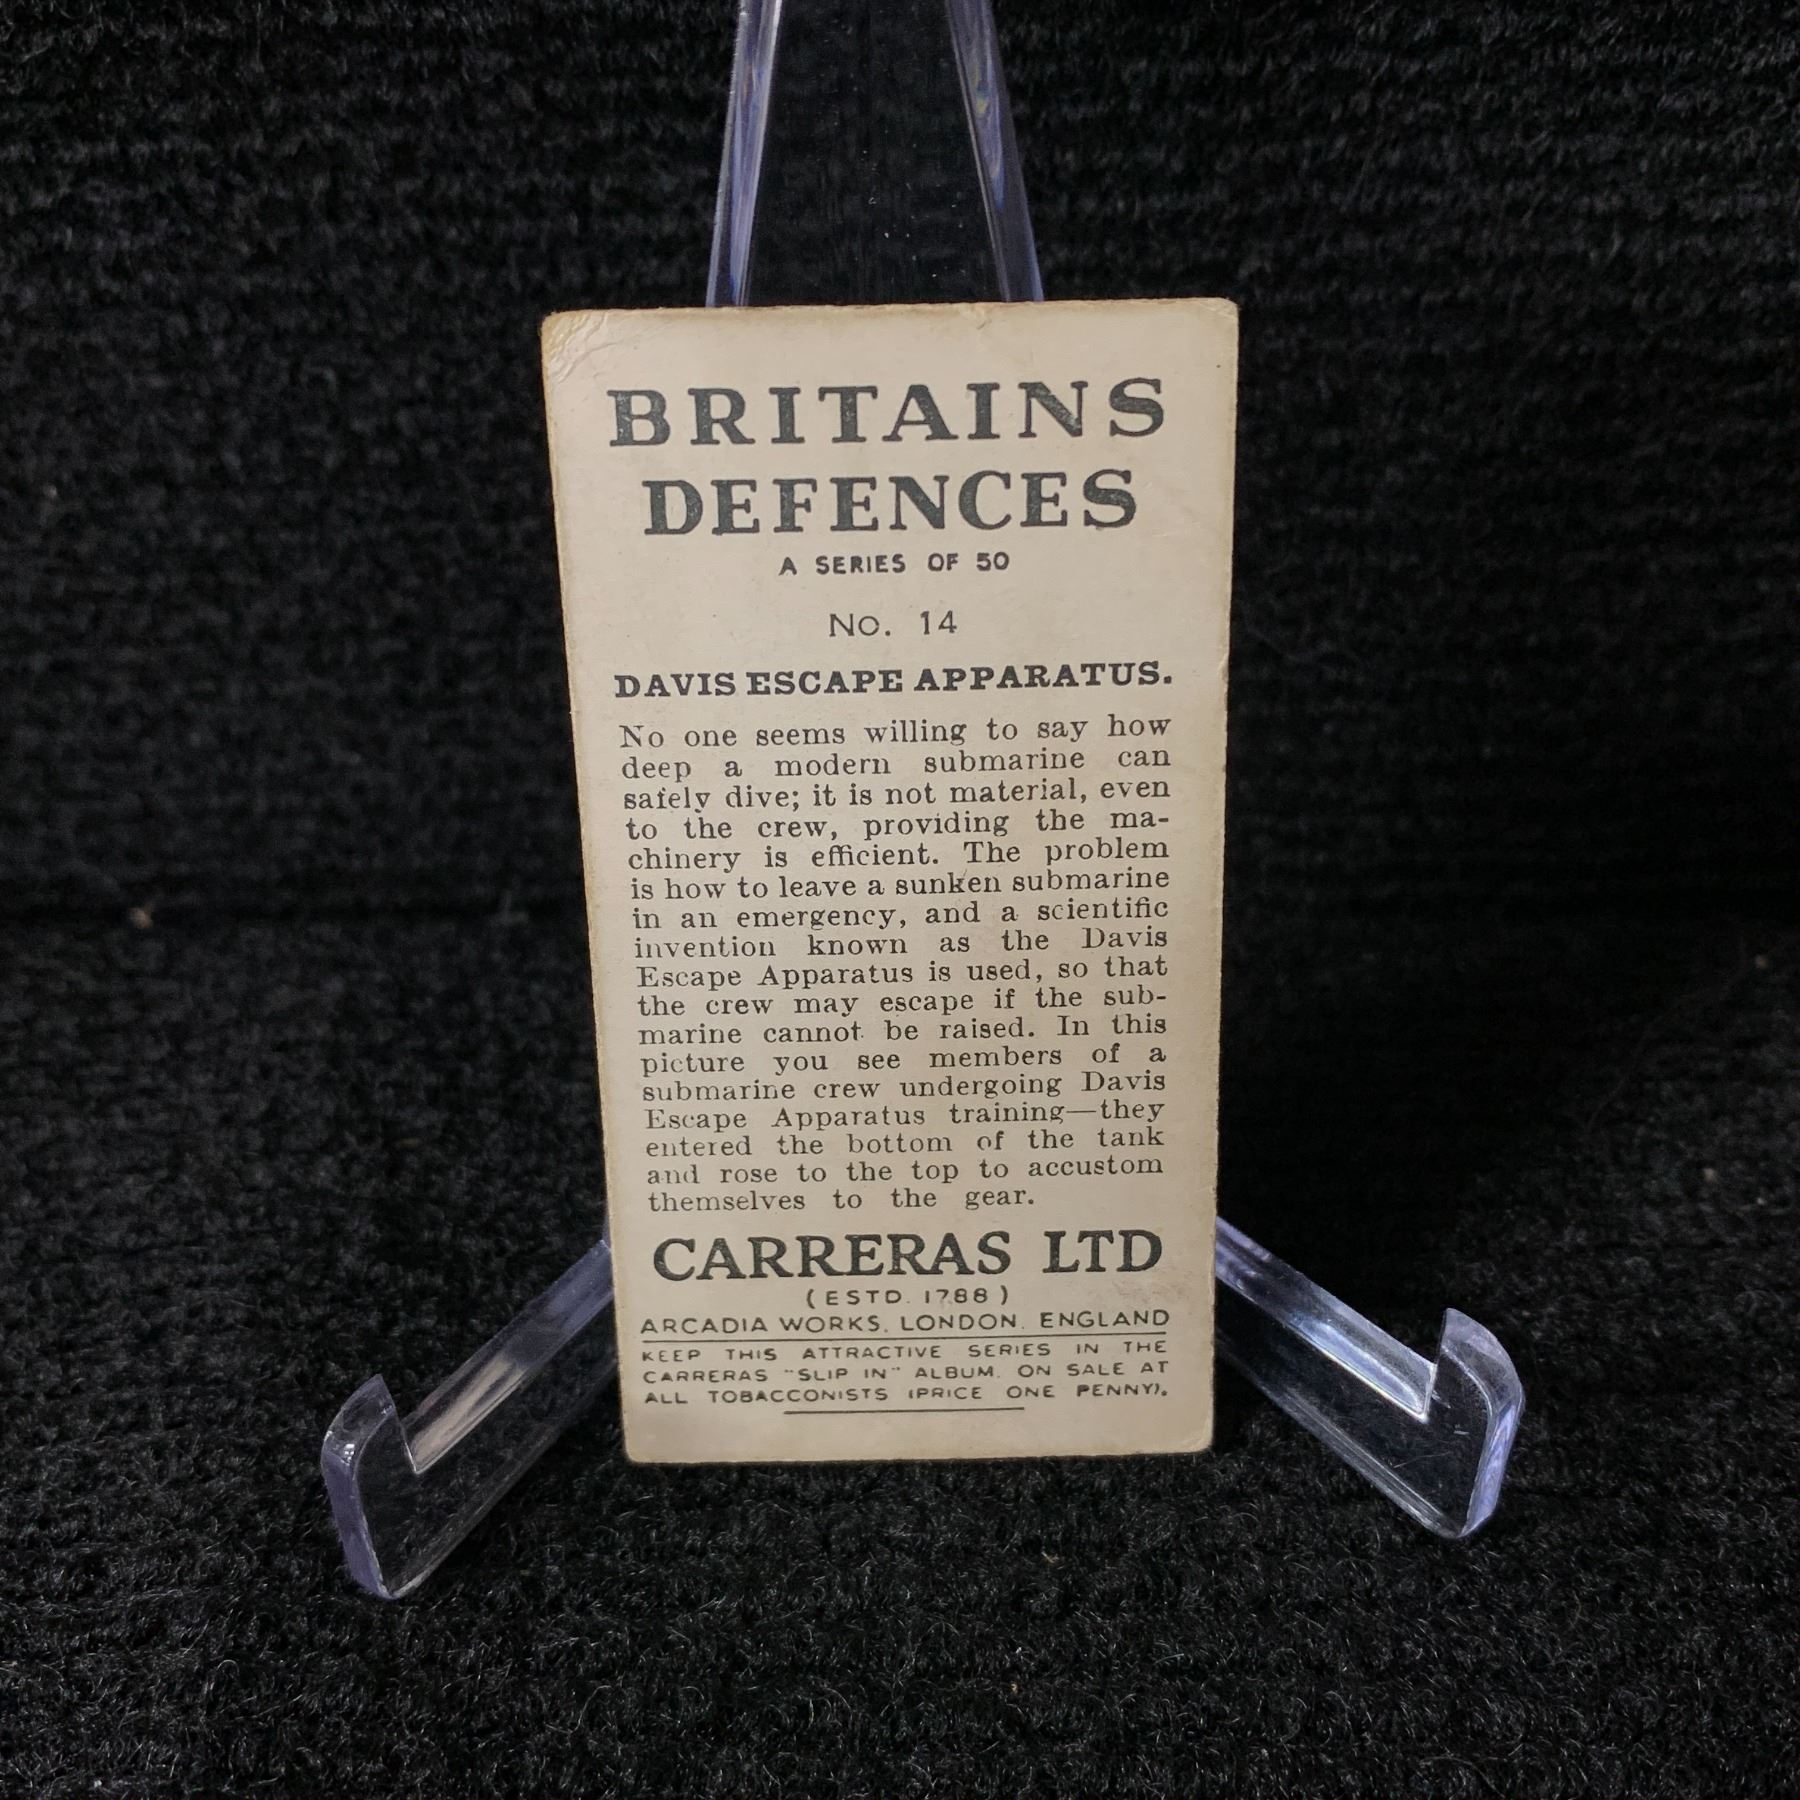 BRITAINS
DEFENCES
A SERIES OF 50
No. 14
DAVIS ESCAPE APPARATUS.
No one seems willing to say how
deep a modern submarine can
safely dive; it is not material, even
to the crew, providing the ma-
chinery is efficient. The problem
is how to leave a sunken submarine
in an emergency, and a scientific
invention known as the Davis
Escape Apparatus is used, so that
the crew may escape if the sub-
marine cannot be raised. In this
picture you see members of a
submarine crew undergoing Davis
Escape Apparatus training—they
entered the bottom of the tank
and rose to the top to accustom
themselves to the gear.
CARRERAS LTD
(ESTD. 1788)
ARCADIA WORKS, LONDON, ENGLAND
KEEP THIS ATTRACTIVE SERIES IN THE
CARRERAS "SLIP IN" ALBUM. ON SALE AT
ALL TOBACCONISTS (PRICE ONE PENNY).